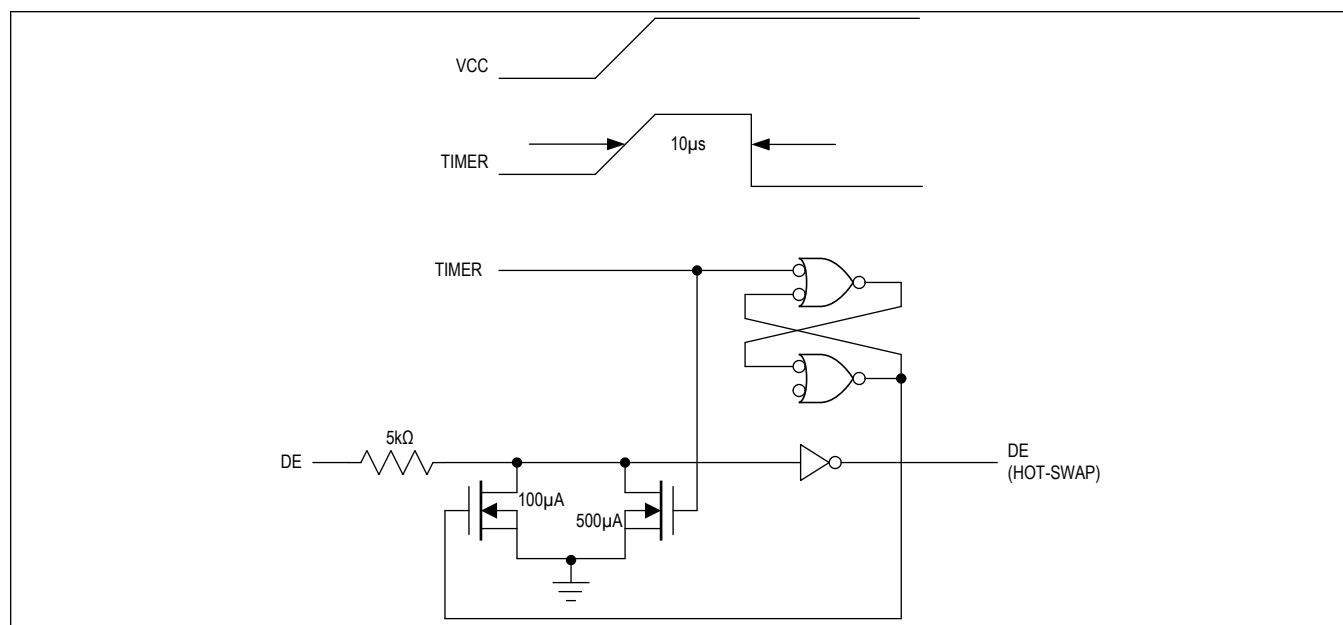 VCC
10µs
TIMER
TIMER
5kΩ
DE
DE
(HOT-SWAP)
100µA
500µA